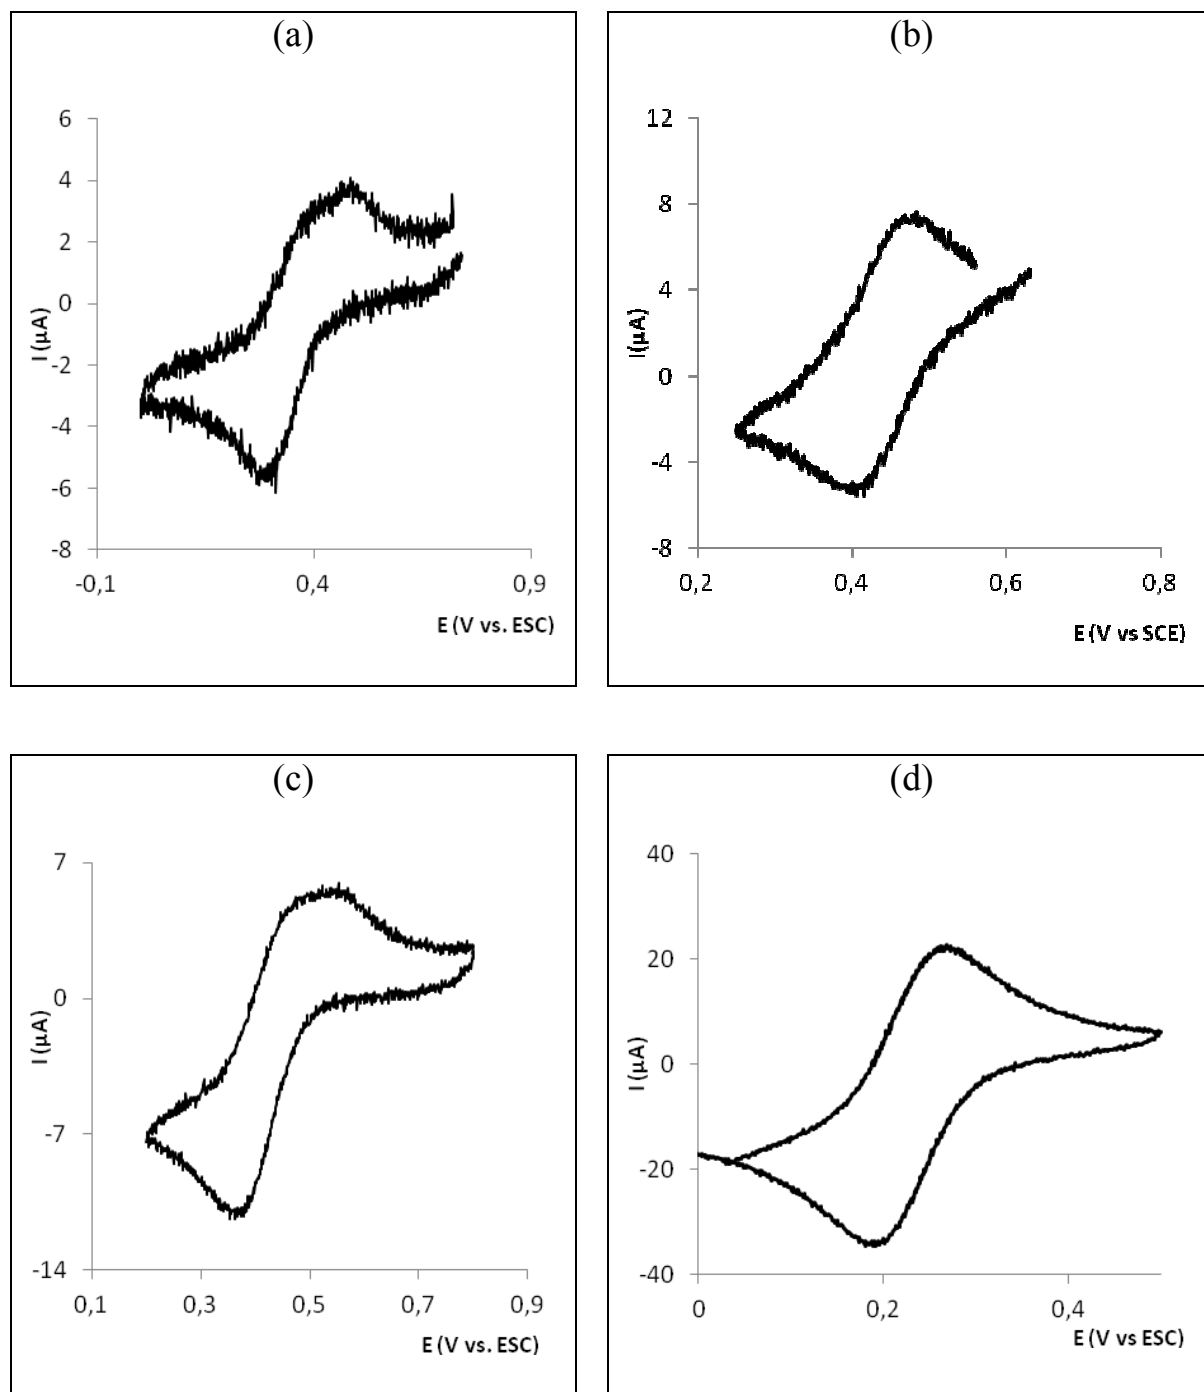 (a)
6
4
2
0
-2
-4
-6
-8
I (µA)
-0,1 0,4 0,9
E (V vs. ESC)
(b)
12
8
4
0
-4
-8
I(µA)
0,2 0,4 0,6 0,8
E (V vs SCE)
(c)
7
0
-7
-14
I (µA)
0,1 0,3 0,5 0,7 0,9
E (V vs. ESC)
(d)
40
20
0
-20
-40
I (µA)
0 0,2 0,4
E (V vs ESC)